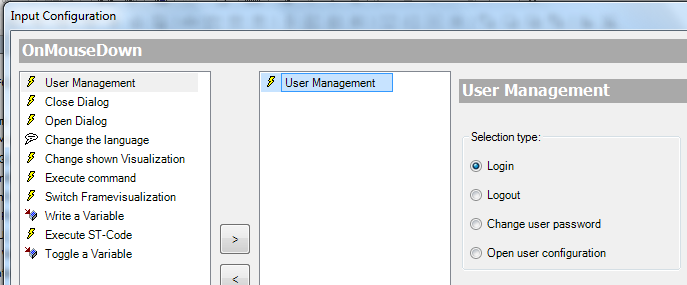 Input Configuration
OnMouseDown
User Management
Close Dialog
Open Dialog
Change the language
Change shown Visualization
Execute command
Switch Framevisualization
Write a Variable
Execute ST-Code
Toggle a Variable
>
<
User Management
User Management
Selection type:
Login
Logout
Change user password
Open user configuration